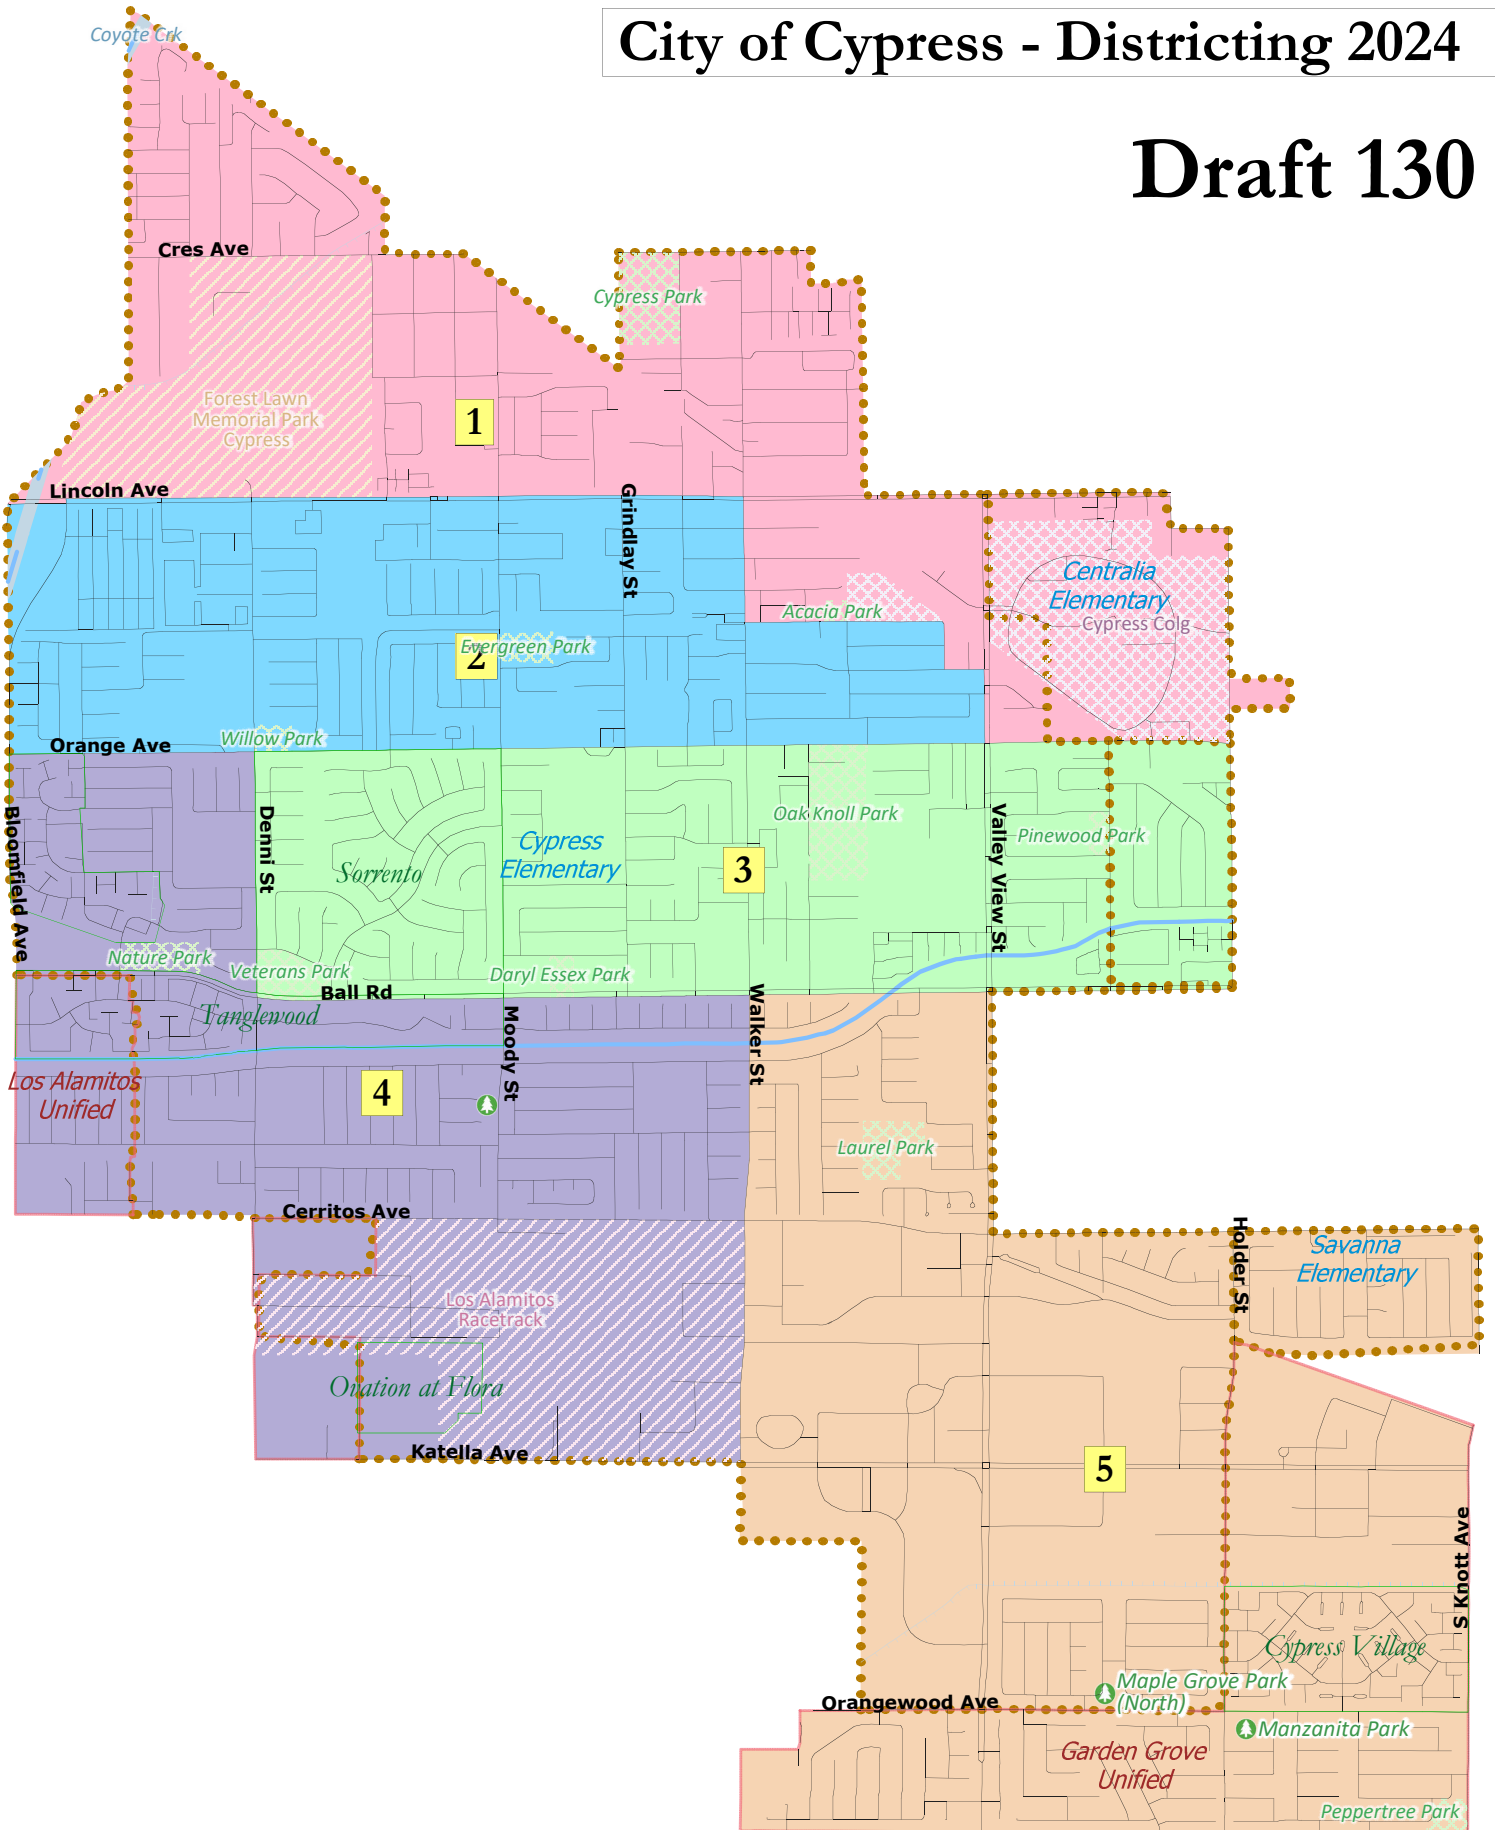 City of Cypress - Districting 2024
Coyote Crk
Draft 130
Cres Ave
Cypress Park
Forest Lawn
Memorial Park
Cypress
1
Lincoln Ave
Grindlay St
Centralia
Elementary
Acacia Park
Cypress Colg
Evergreen Park
2
Willow Park
Orange Ave
Bloomfield Ave
Denni St
Valley View St
Oak Knoll Park
Pinewood Park
Cypress
Elementary
Sorrento
3
Nature Park
Veterans Park
Daryl Essex Park
Ball Rd
Tanglewood
Walker St
Moody St
Los Alamitos
Unified
4
Laurel Park
Cerritos Ave
Holder St
Savanna
Elementary
Los Alamitos
Racetrack
Ovation at Flora
Katella Ave
5
S Knott Ave
Cypress Village
Maple Grove Park
(North)
Orangewood Ave
Manzanita Park
Garden Grove
Unified
Peppertree Park